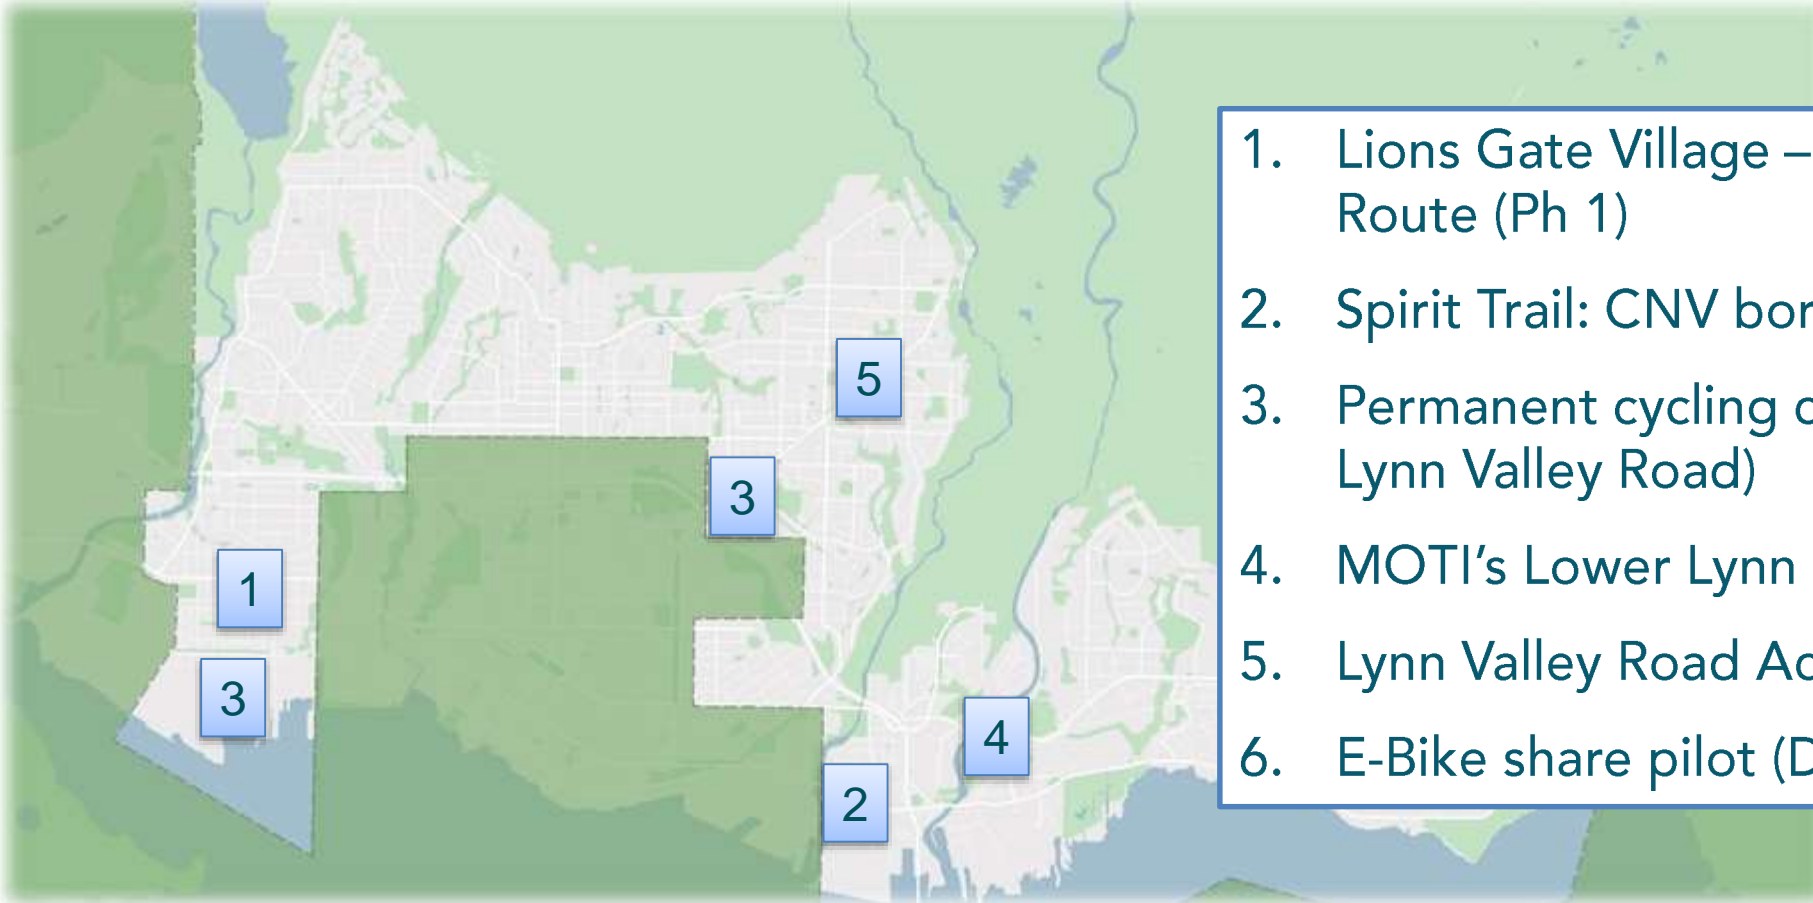 1. Lions Gate Village –
Route (Ph 1)
2. Spirit Trail: CNV bor
3. Permanent cycling
Lynn Valley Road)
4. MOTI’s Lower Lynn
5. Lynn Valley Road Ac
6. E-Bike share pilot (D
5
3
1
3
4
2